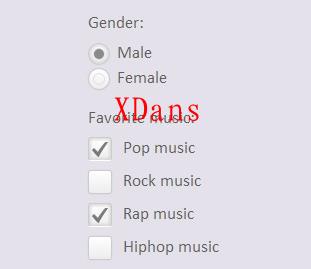 Gender:
Male
Female
XDans
Favorite music:
Pop music
Rock music
Rap music
Hiphop music